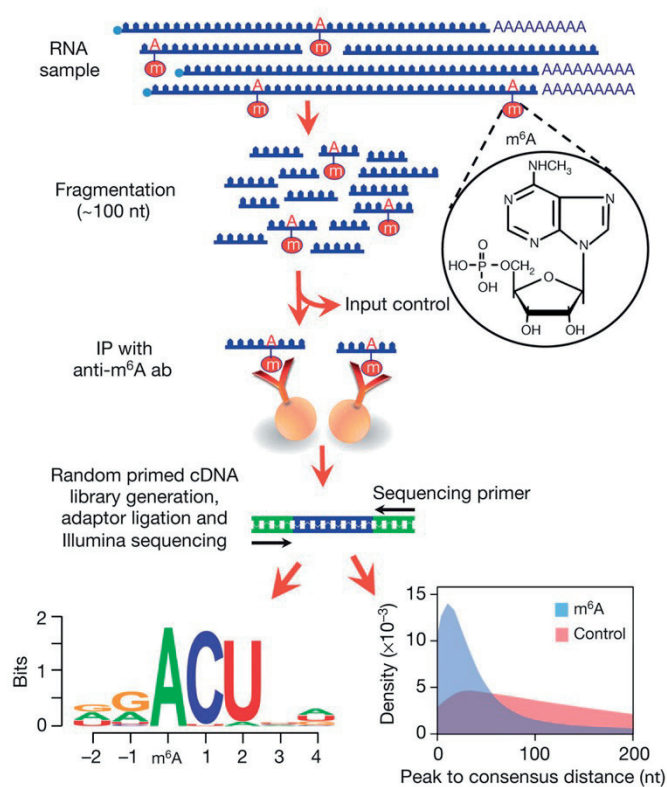 RNA
sample
A
AAAAAAAAA
m
A
m
AAAAAAAAA
A
A
AAAAAAAAA
m
m
m⁶A
Fragmentation
(~100 nt)
A
m
A
m
A
m
NHCH₃
N
N
N
N
O
HO-P-OCH₂
OH
O
OH OH
Input control
IP with
anti-m⁶A ab
A
m
A
m
Random primed cDNA
library generation,
adaptor ligation and
Illumina sequencing
Sequencing primer
2
1
0
Bits
G
A
G
A
A
C
U
A
G
–2 –1 m⁶A 1 2 3 4
15
10
5
0
Density (×10⁻³)
m⁶A
Control
0 100 200
Peak to consensus distance (nt)